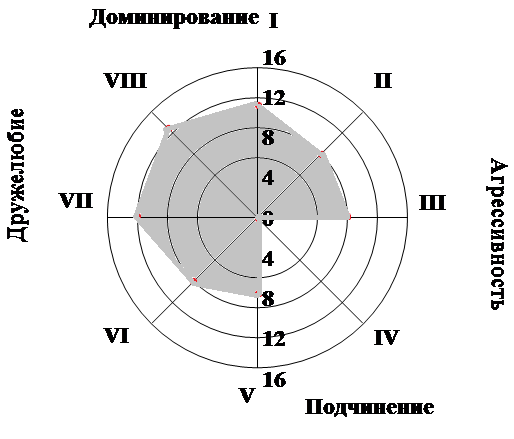 Доминирование I
VIII
II
16
12
8
4
0
4
8
12
16
Дружелюбие
VII
III
Агрессивность
VI
IV
V
Подчинение